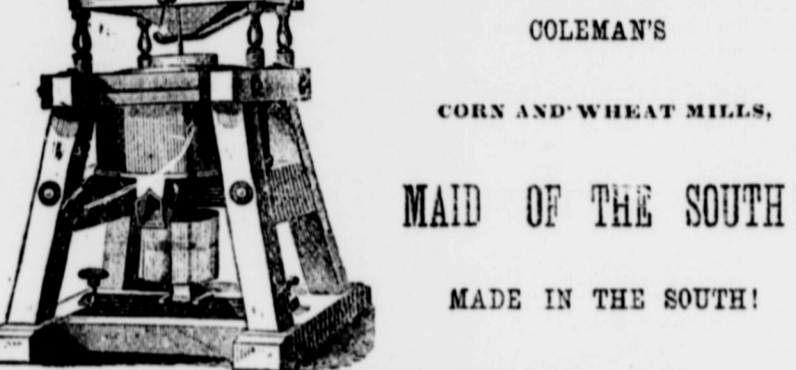 COLEMAN'S
CORN AND WHEAT MILLS,
MAID OF THE SOUTH
MADE IN THE SOUTH!